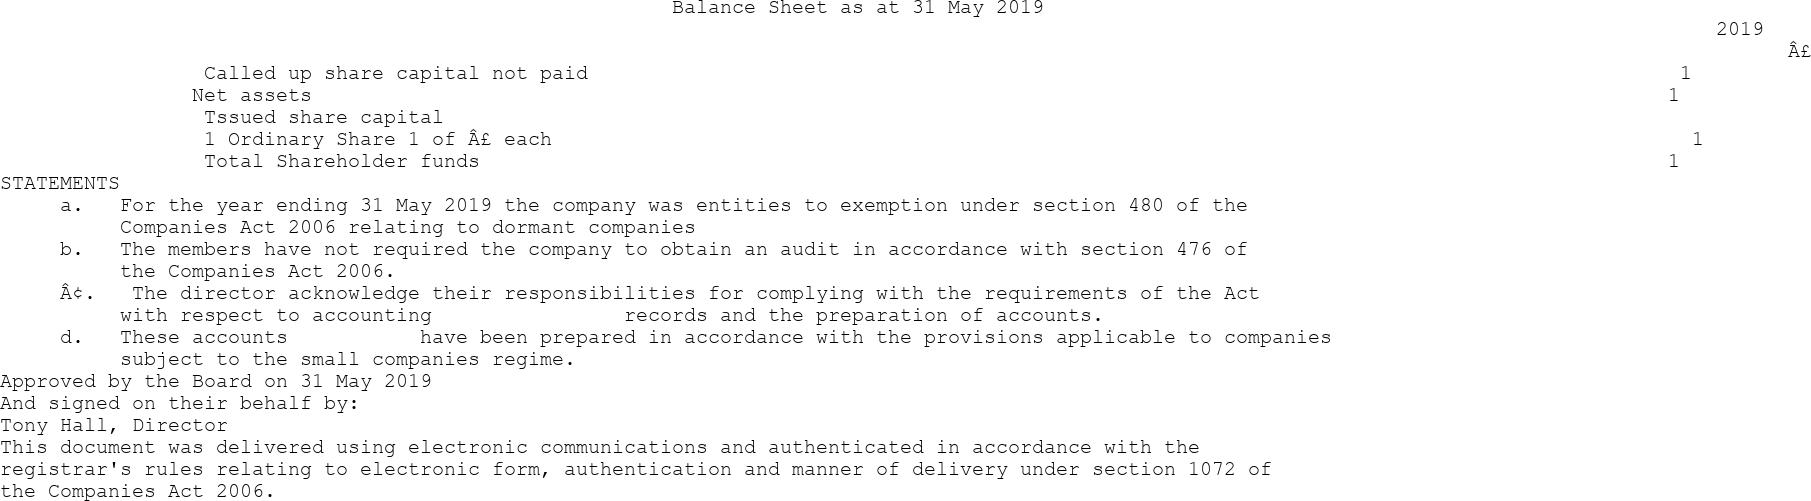 Balance Sheet as at 31 May 2019
2019
Â£
Called up share capital not paid 1
Net assets 1
Tssued share capital
1 Ordinary Share 1 of Â£ each 1
Total Shareholder funds 1
STATEMENTS
a. For the year ending 31 May 2019 the company was entities to exemption under section 480 of the
Companies Act 2006 relating to dormant companies
b. The members have not required the company to obtain an audit in accordance with section 476 of
the Companies Act 2006.
Â¢. The director acknowledge their responsibilities for complying with the requirements of the Act
with respect to accounting records and the preparation of accounts.
d. These accounts have been prepared in accordance with the provisions applicable to companies
subject to the small companies regime.
Approved by the Board on 31 May 2019
And signed on their behalf by:
Tony Hall, Director
This document was delivered using electronic communications and authenticated in accordance with the
registrar's rules relating to electronic form, authentication and manner of delivery under section 1072 of
the Companies Act 2006.